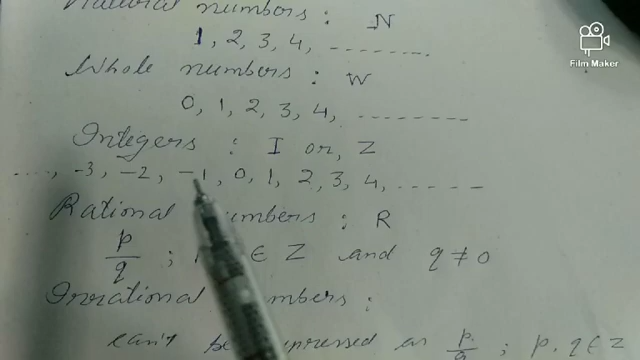 Natural numbers : N
1, 2, 3, 4, --------
Whole numbers : W
0, 1, 2, 3, 4, --------
Integers : I or, Z
...., -3, -2, -1, 0, 1, 2, 3, 4, ------
Rational numbers : R
p/q ; ∈ Z and q ≠ 0
Irrational numbers :
can't be expressed as p/q ; p, q ∈ Z
Film Maker